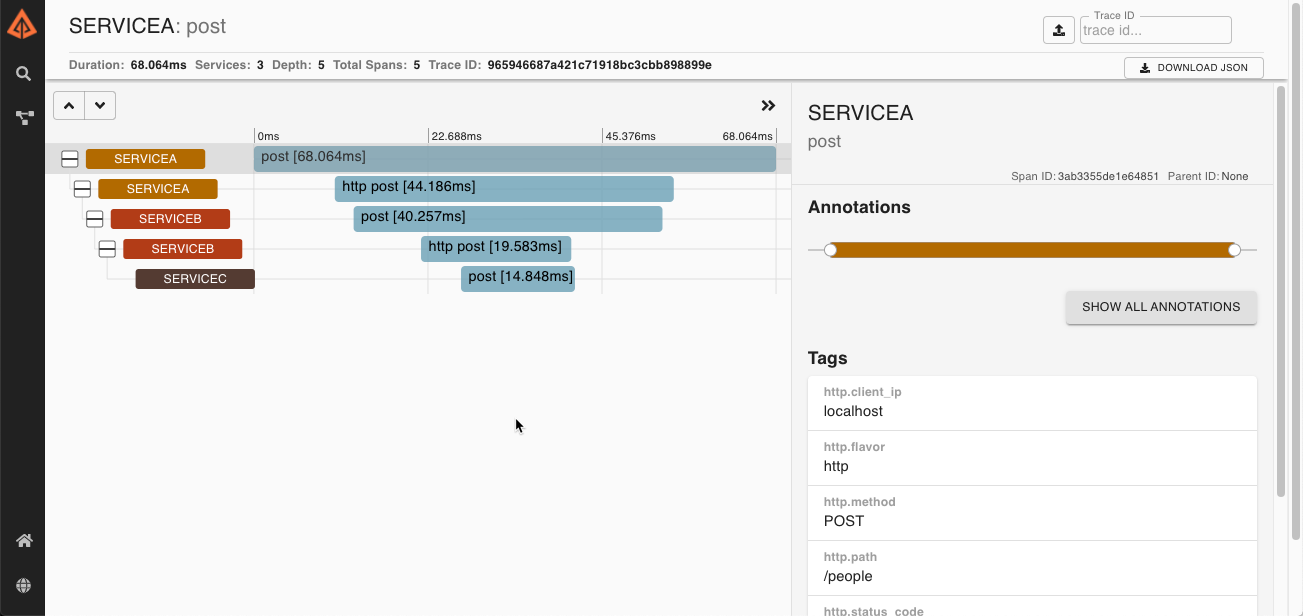 SERVICEA: post
Trace ID
trace id...
Duration: 68.064ms Services: 3 Depth: 5 Total Spans: 5 Trace ID: 965946687a421c71918bc3cbb898899e
DOWNLOAD JSON
0ms 22.688ms 45.376ms 68.064ms
SERVICEA post [68.064ms]
SERVICEA http post [44.186ms]
SERVICEB post [40.257ms]
SERVICEB http post [19.583ms]
SERVICEC post [14.848ms]
SERVICEA
post
Span ID: 3ab3355de1e64851 Parent ID: None
Annotations
SHOW ALL ANNOTATIONS
Tags
http.client_ip
localhost
http.flavor
http
http.method
POST
http.path
/people
http.status_code